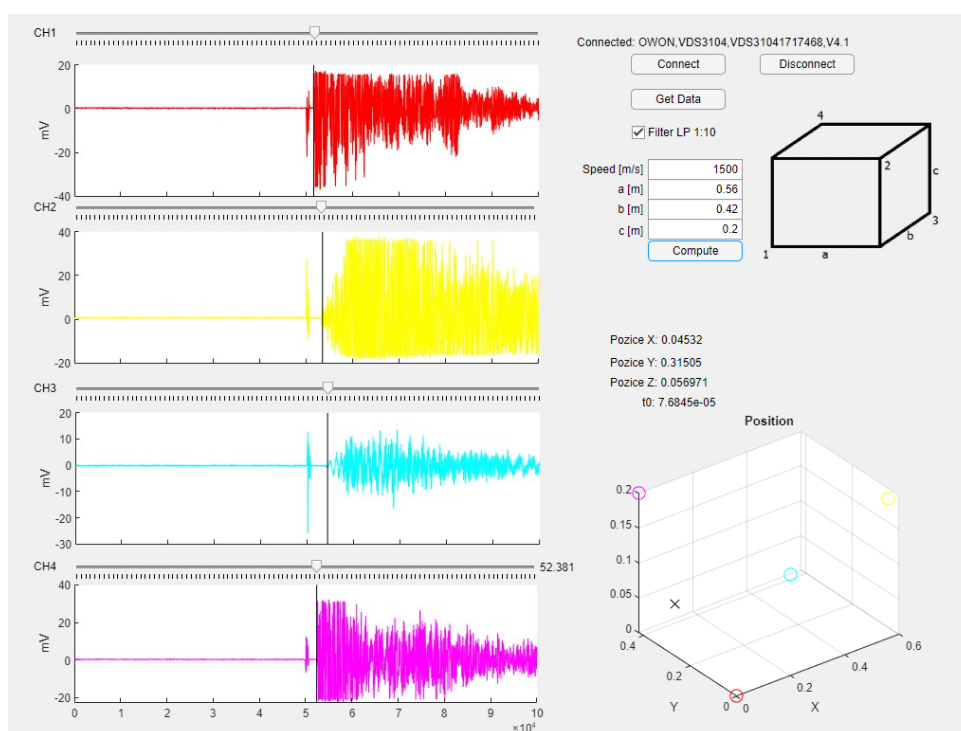 CH1
20
0
-20
-40
mV
CH2
40
20
0
-20
mV
CH3
20
10
0
-10
-20
-30
mV
CH4
52.381
40
20
0
-20
mV
0 1 2 3 4 5 6 7 8 9 10
×10⁴
Connected: OWON,VDS3104,VDS31041717468,V4.1
Connect Disconnect
Get Data
Filter LP 1:10
Speed [m/s] 1500
a [m] 0.56
b [m] 0.42
c [m] 0.2
Compute
4
2
c
3
b
1 a
Pozice X: 0.04532
Pozice Y: 0.31505
Pozice Z: 0.056971
t0: 7.6845e-05
Position
0.2
0.15
0.1
0.05
0
0.4 0.6
0.2 0.4
0.2
Y 0 0 X